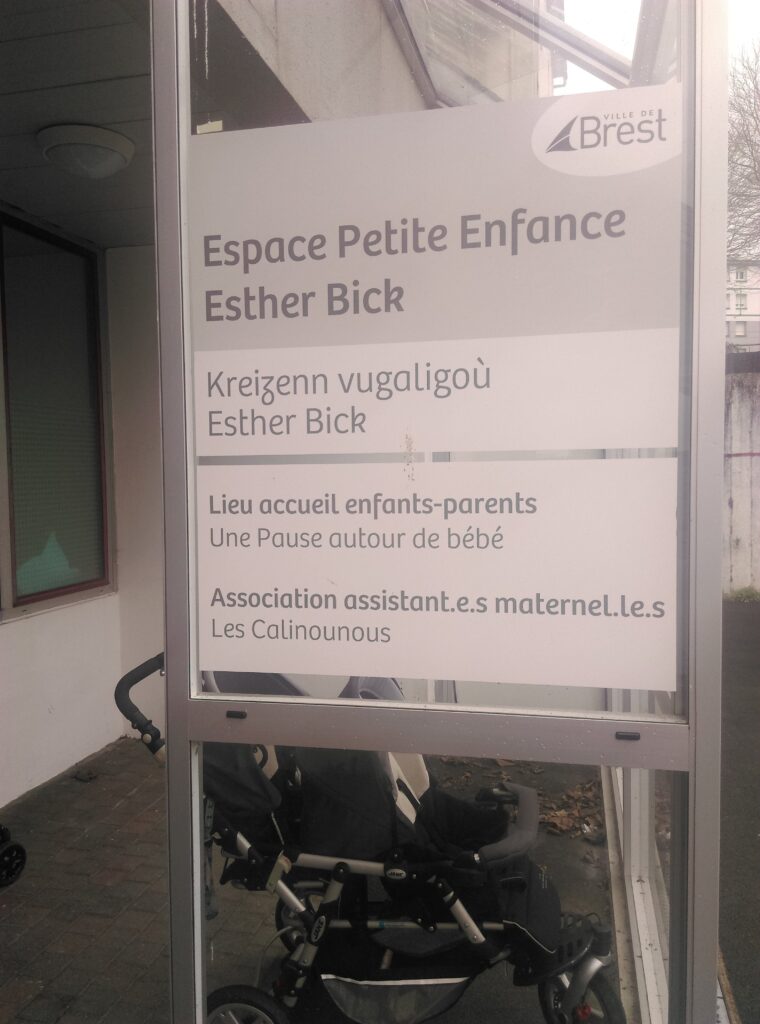 VILLE DE
Brest
Espace Petite Enfance
Esther Bick
Kreizenn vugaligoù
Esther Bick
Lieu accueil enfants-parents
Une Pause autour de bébé
Association assistant.e.s maternel.le.s
Les Calinounous